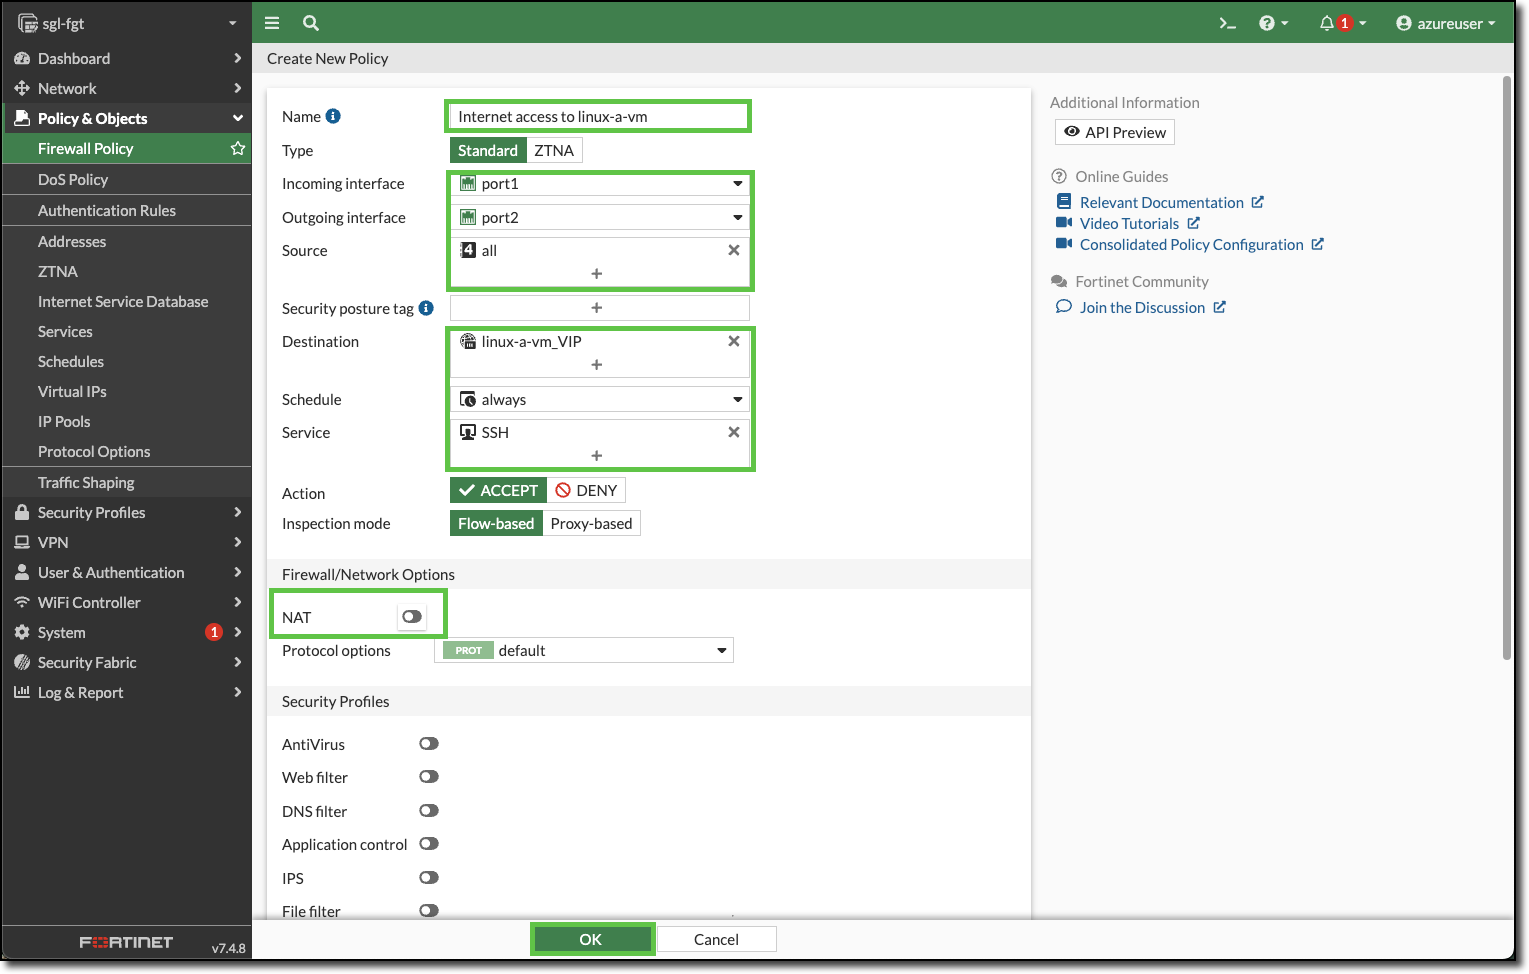 sgl-fgt
1
azureuser
Dashboard
Network
Policy & Objects
Firewall Policy
DoS Policy
Authentication Rules
Addresses
ZTNA
Internet Service Database
Services
Schedules
Virtual IPs
IP Pools
Protocol Options
Traffic Shaping
Security Profiles
VPN
User & Authentication
WiFi Controller
System 1
Security Fabric
Log & Report
FORTINET v7.4.8
Create New Policy
Name Internet access to linux-a-vm
Type Standard ZTNA
Incoming interface port1
Outgoing interface port2
Source 4 all
+
Security posture tag +
Destination linux-a-vm_VIP
+
Schedule always
Service SSH
+
Action ACCEPT DENY
Inspection mode Flow-based Proxy-based
Firewall/Network Options
NAT
Protocol options PROT default
Security Profiles
AntiVirus
Web filter
DNS filter
Application control
IPS
File filter
OK Cancel
Additional Information
API Preview
Online Guides
Relevant Documentation
Video Tutorials
Consolidated Policy Configuration
Fortinet Community
Join the Discussion